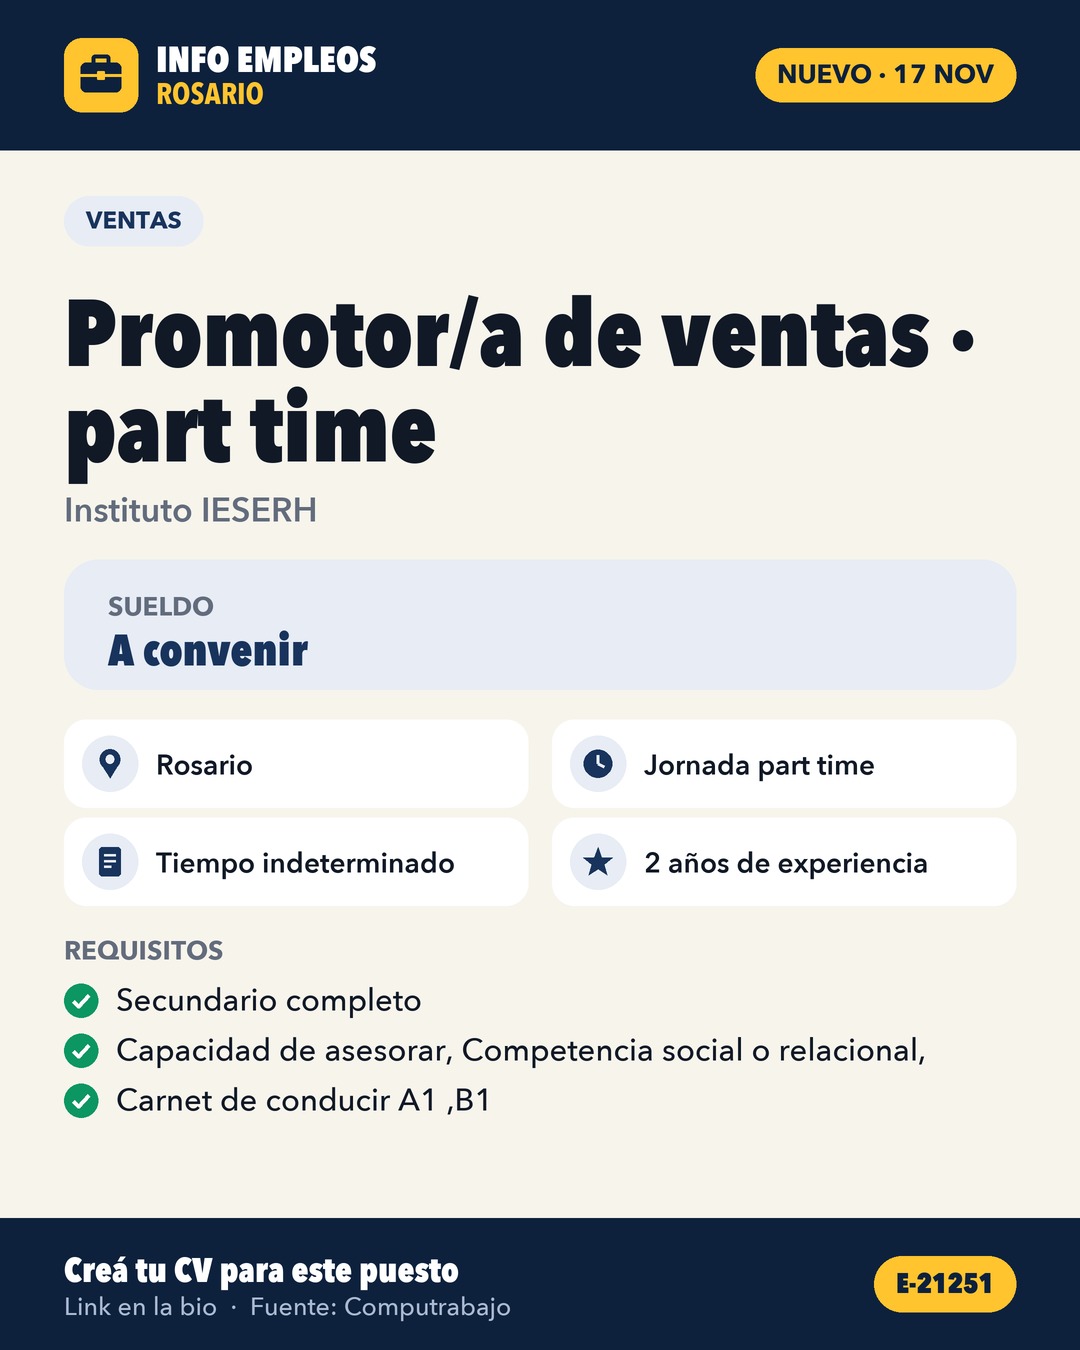 INFO EMPLEOS
ROSARIO
NUEVO · 17 NOV
VENTAS
Promotor/a de ventas ·
part time
Instituto IESERH
SUELDO
A convenir
Rosario
Jornada part time
Tiempo indeterminado
2 años de experiencia
REQUISITOS
Secundario completo
Capacidad de asesorar, Competencia social o relacional,
Carnet de conducir A1 ,B1
Creá tu CV para este puesto
Link en la bio · Fuente: Computrabajo
E-21251